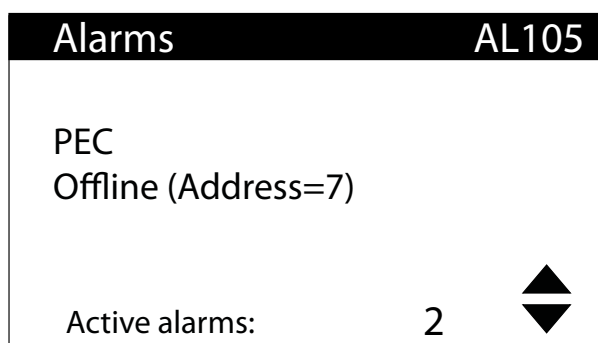 Alarms AL105
PEC
Offline (Address=7)
Active alarms: 2